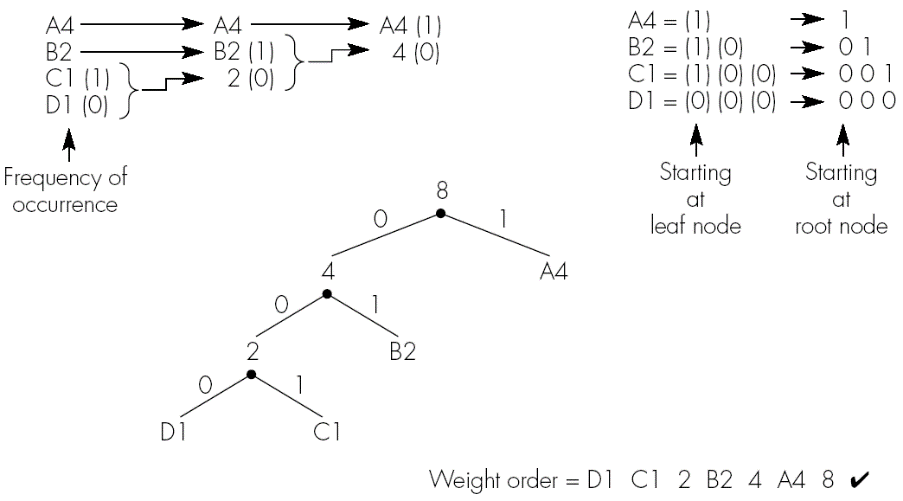 A4 A4 A4 (1)
B2 B2 (1) 4 (0)
C1 (1) 2 (0)
D1 (0)
Frequency of
occurrence
A4 = (1) 1
B2 = (1) (0) 0 1
C1 = (1) (0) (0) 0 0 1
D1 = (0) (0) (0) 0 0 0
Starting
at
leaf node
Starting
at
root node
8
0 1
4 A4
0 1
2 B2
0 1
D1 C1
Weight order = D1 C1 2 B2 4 A4 8 ✔